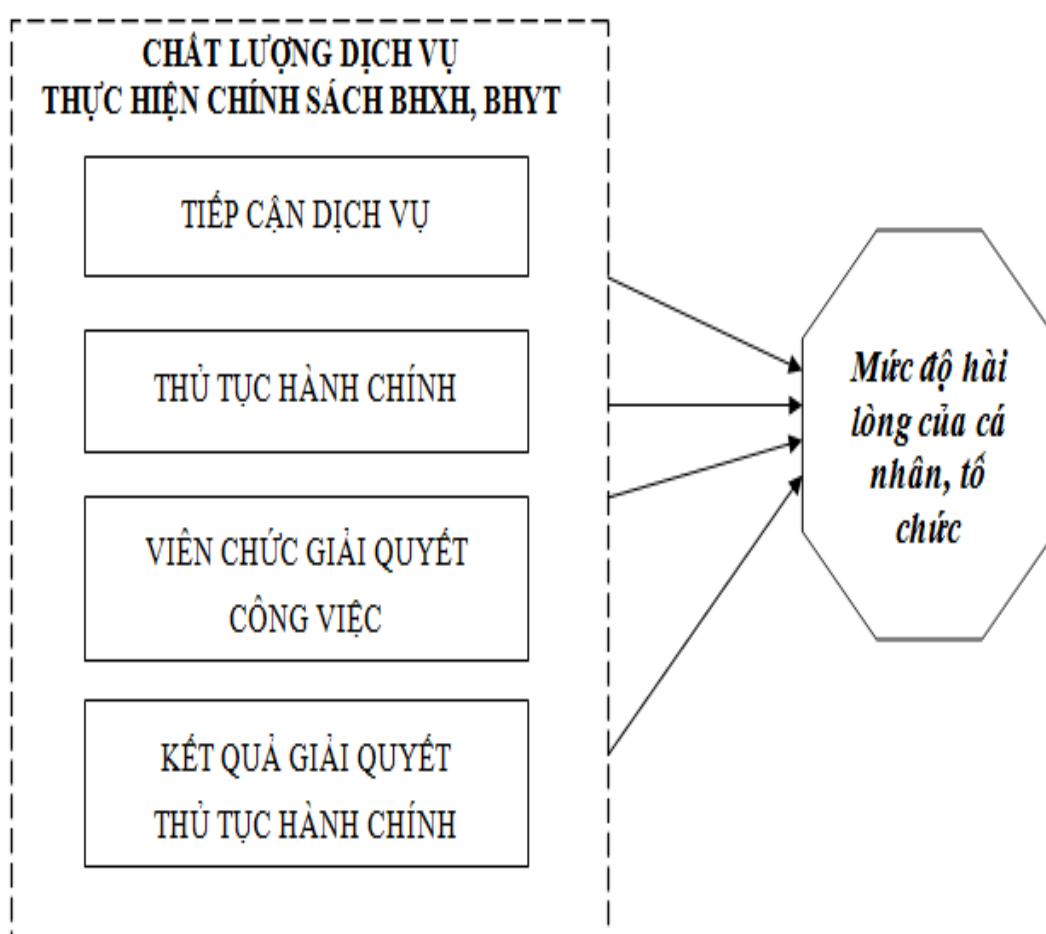 CHẤT LƯỢNG DỊCH VỤ
THỰC HIỆN CHÍNH SÁCH BHXH, BHYT
TIẾP CẬN DỊCH VỤ
THỦ TỤC HÀNH CHÍNH
VIÊN CHỨC GIẢI QUYẾT
CÔNG VIỆC
KẾT QUẢ GIẢI QUYẾT
THỦ TỤC HÀNH CHÍNH
Mức độ hài
lòng của cá
nhân, tổ
chức